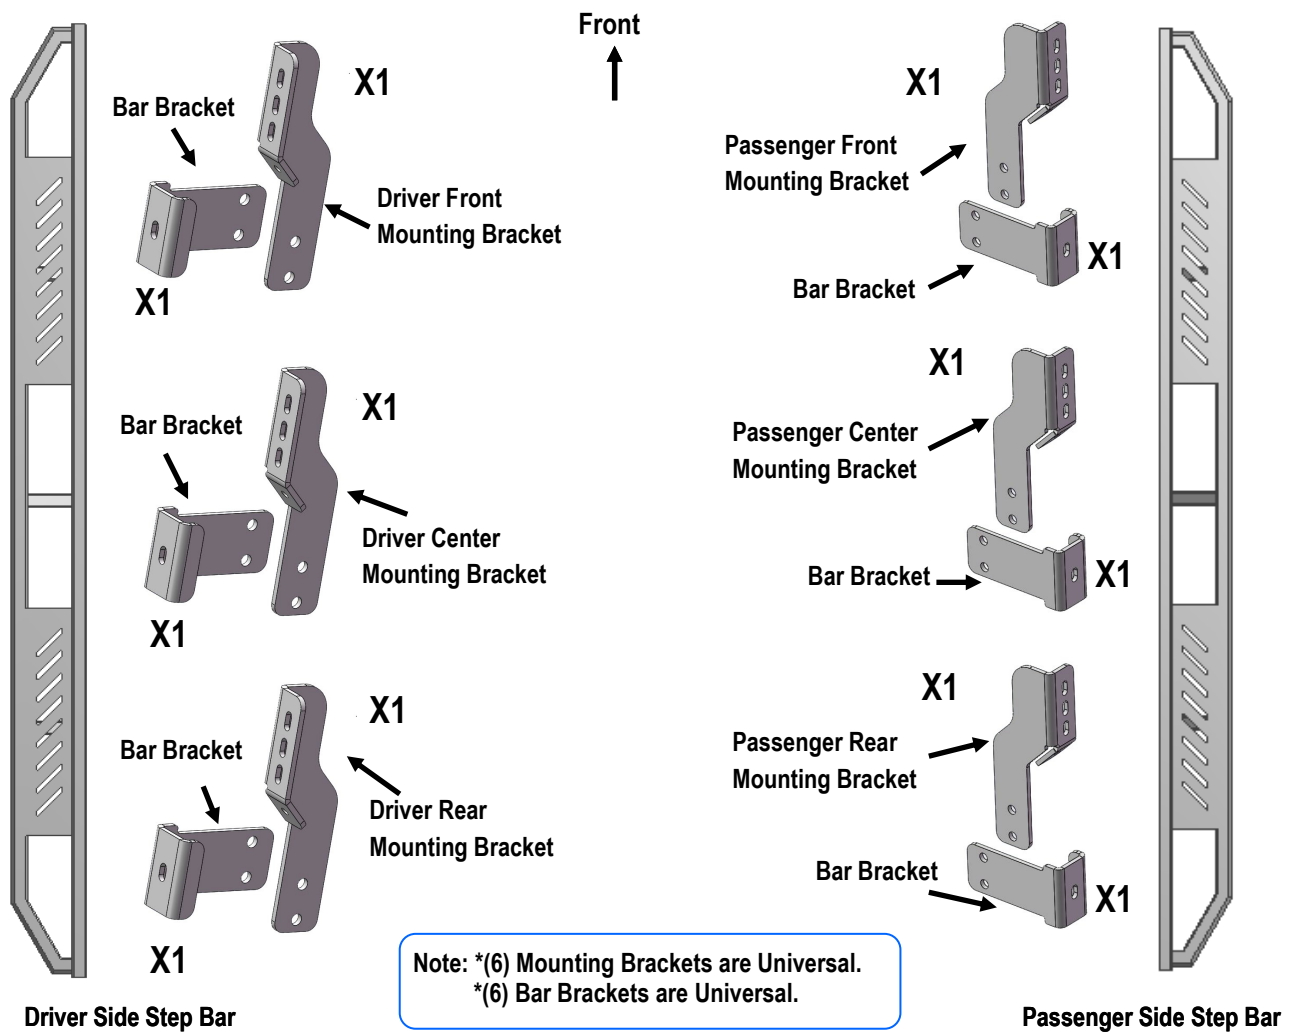 Front
X1
Bar Bracket
Driver Front
Mounting Bracket
X1
X1
Passenger Front
Mounting Bracket
X1
Bar Bracket
X1
Bar Bracket
Driver Center
Mounting Bracket
X1
X1
Passenger Center
Mounting Bracket
Bar Bracket
X1
X1
Bar Bracket
Driver Rear
Mounting Bracket
X1
X1
Passenger Rear
Mounting Bracket
Bar Bracket
X1
Note: *(6) Mounting Brackets are Universal.
*(6) Bar Brackets are Universal.
Driver Side Step Bar
Passenger Side Step Bar